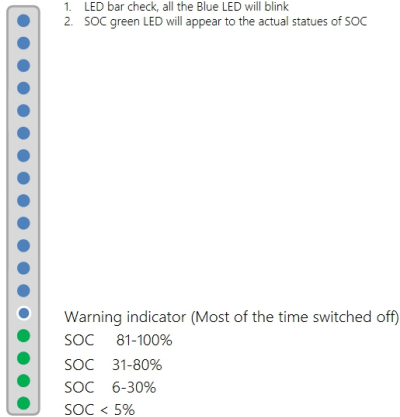 1. LED bar check, all the Blue LED will blink
2. SOC green LED will appear to the actual statues of SOC
Warning indicator (Most of the time switched off)
SOC 81-100%
SOC 31-80%
SOC 6-30%
SOC < 5%